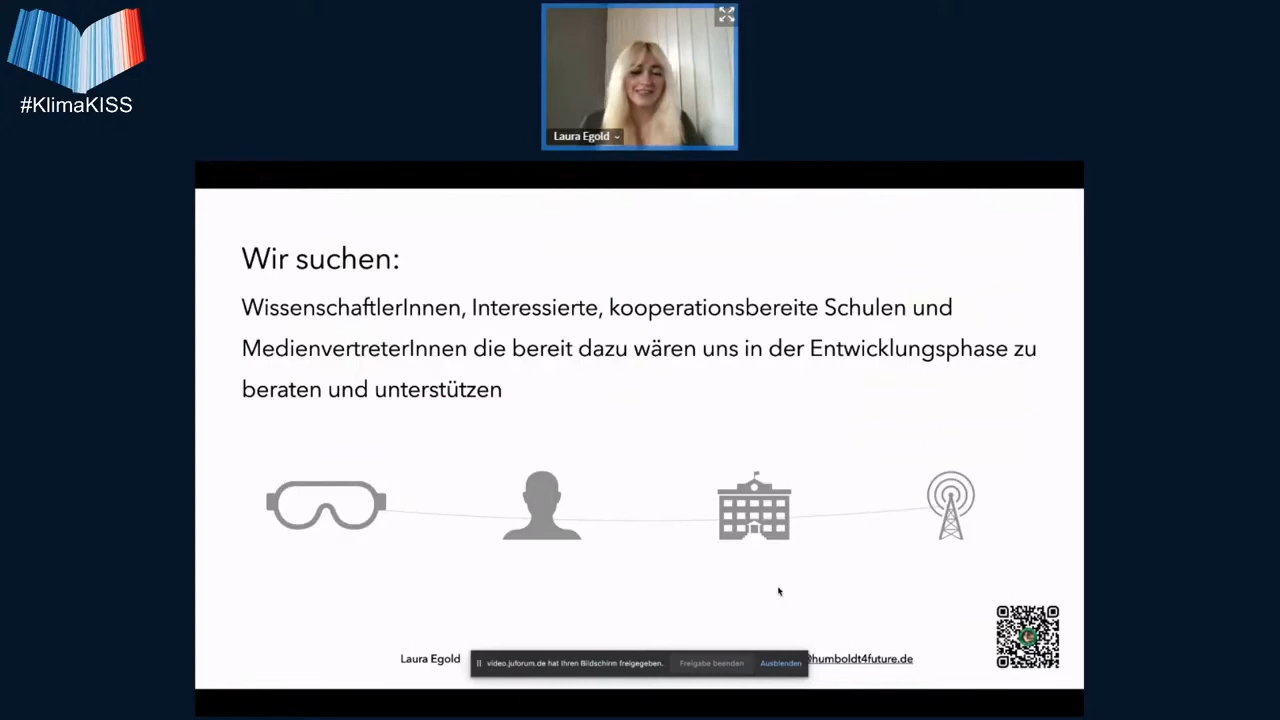 #KlimaKISS
Laura Egold
Wir suchen:
WissenschaftlerInnen, Interessierte, kooperationsbereite Schulen und
MedienvertreterInnen die bereit dazu wären uns in der Entwicklungsphase zu
beraten und unterstützen
Laura Egold
video.juforum.de hat Ihren Bildschirm freigegeben. Freigabe beenden Ausblenden
@humboldt4future.de